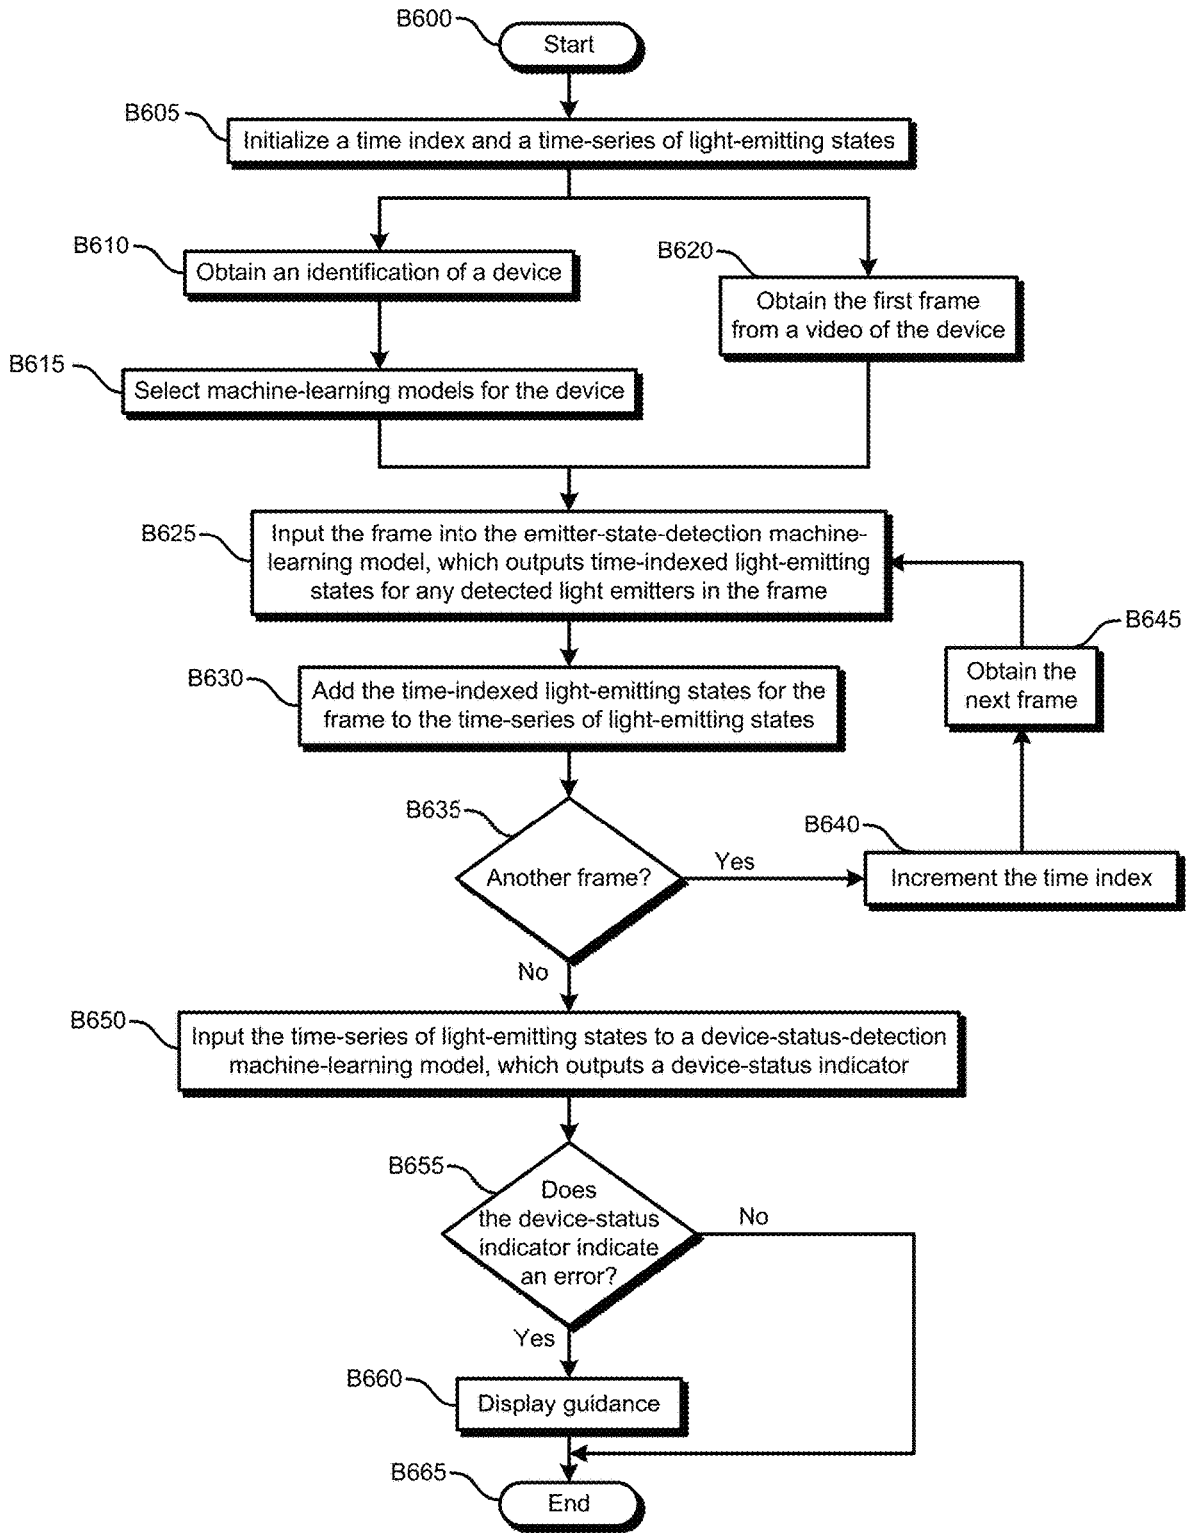 B600
Start
B605
Initialize a time index and a time-series of light-emitting states
B610
Obtain an identification of a device
B615
Select machine-learning models for the device
B620
Obtain the first frame
from a video of the device
B625
Input the frame into the emitter-state-detection machine-
learning model, which outputs time-indexed light-emitting
states for any detected light emitters in the frame
B630
Add the time-indexed light-emitting states for the
frame to the time-series of light-emitting states
B635
Another frame?
Yes
B640
Increment the time index
B645
Obtain the
next frame
No
B650
Input the time-series of light-emitting states to a device-status-detection
machine-learning model, which outputs a device-status indicator
B655
Does
the device-status
indicator indicate
an error?
No
Yes
B660
Display guidance
B665
End